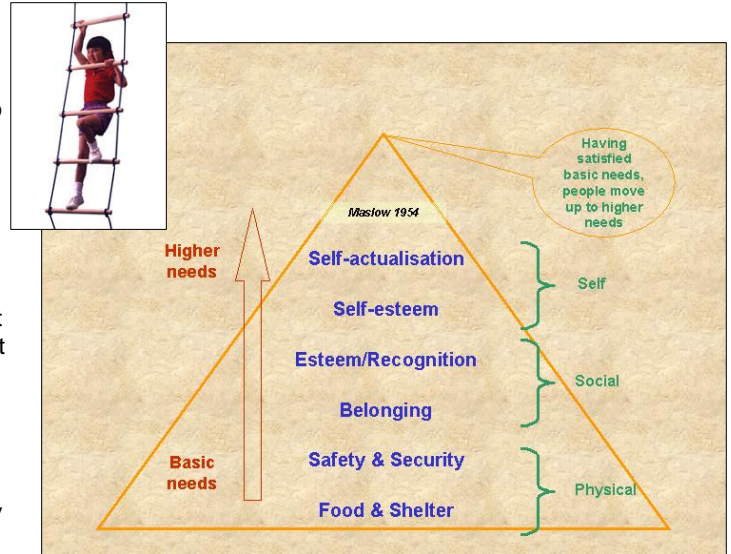 Having
satisfied
basic needs,
people move
up to higher
needs
Maslow 1954
Higher
needs
Self-actualisation
Self-esteem
Self
Esteem/Recognition
Belonging
Social
Basic
needs
Safety & Security
Food & Shelter
Physical